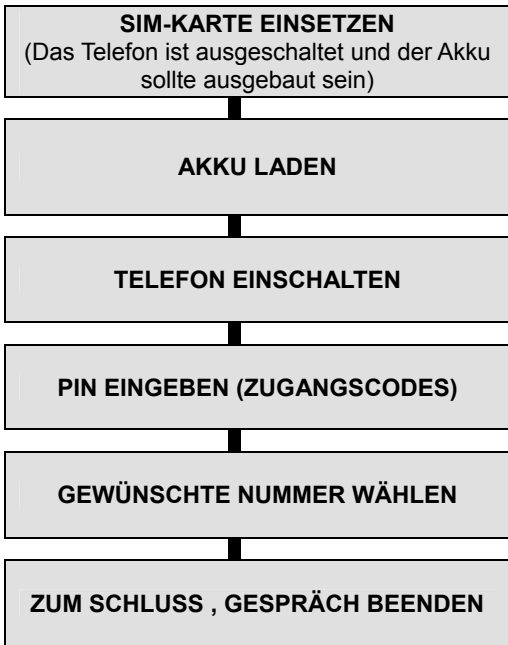 SIM-KARTE EINSETZEN
(Das Telefon ist ausgeschaltet und der Akku
sollte ausgebaut sein)
AKKU LADEN
TELEFON EINSCHALTEN
PIN EINGEBEN (ZUGANGSCODES)
GEWÜNSCHTE NUMMER WÄHLEN
ZUM SCHLUSS , GESPRÄCH BEENDEN